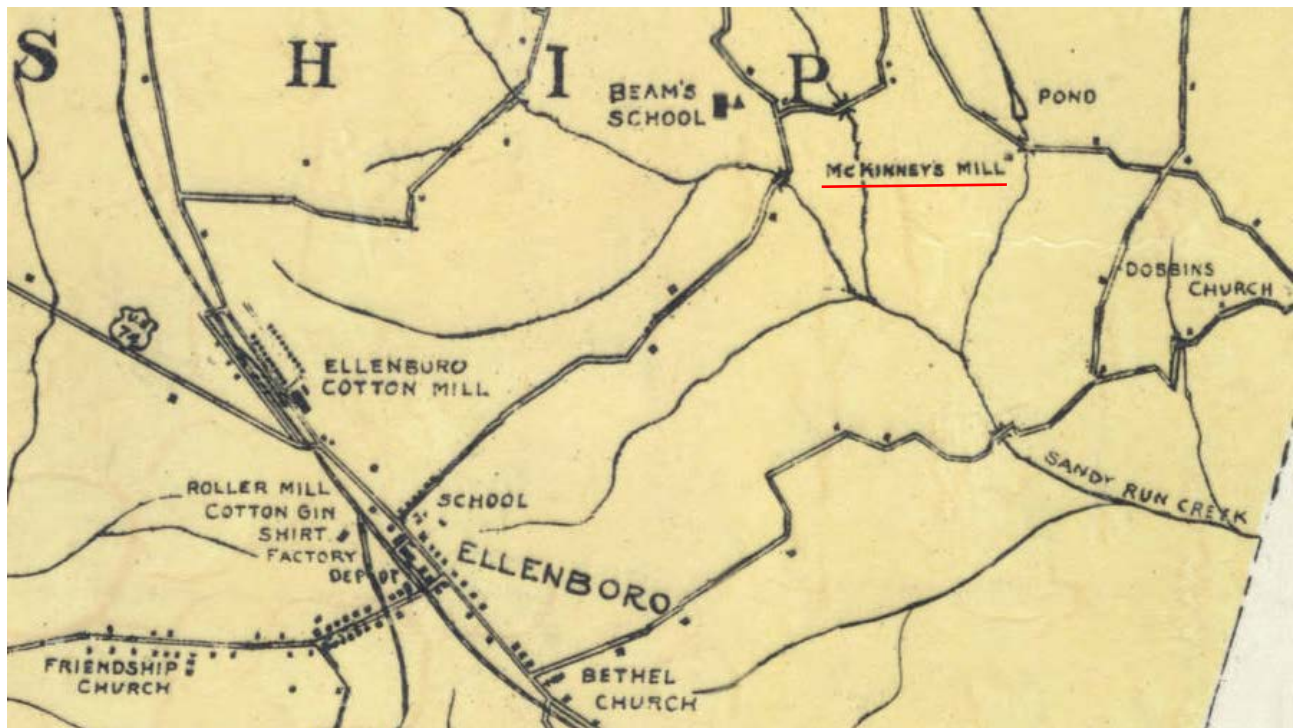 S H I P
BEAM'S
SCHOOL
POND
McKINNEY'S MILL
DOBBINS
CHURCH
U.S.
74
ELLENBURO
COTTON MILL
ROLLER MILL
COTTON GIN
SHIRT
FACTORY
DEPOT
SCHOOL
ELLENBORO
SANDY RUN CREEK
FRIENDSHIP
CHURCH
BETHEL
CHURCH